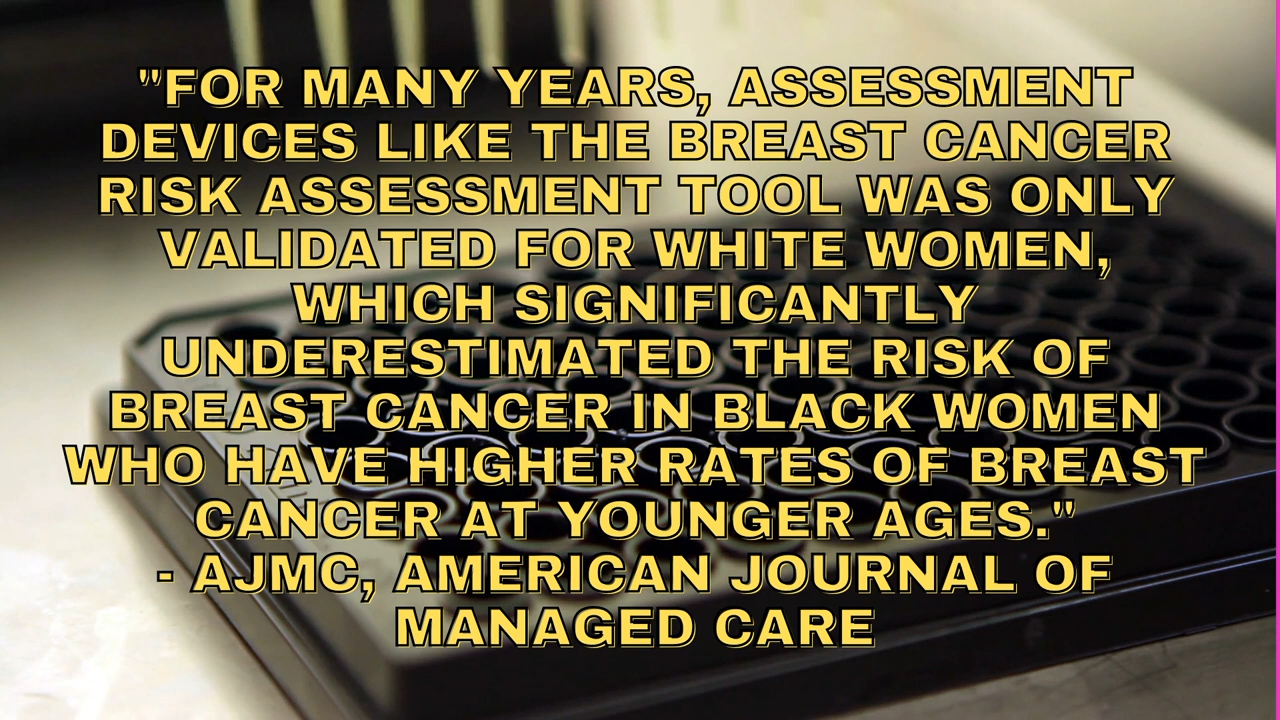 "FOR MANY YEARS, ASSESSMENT
DEVICES LIKE THE BREAST CANCER
RISK ASSESSMENT TOOL WAS ONLY
VALIDATED FOR WHITE WOMEN,
WHICH SIGNIFICANTLY
UNDERESTIMATED THE RISK OF
BREAST CANCER IN BLACK WOMEN
WHO HAVE HIGHER RATES OF BREAST
CANCER AT YOUNGER AGES."
- AJMC, AMERICAN JOURNAL OF
MANAGED CARE